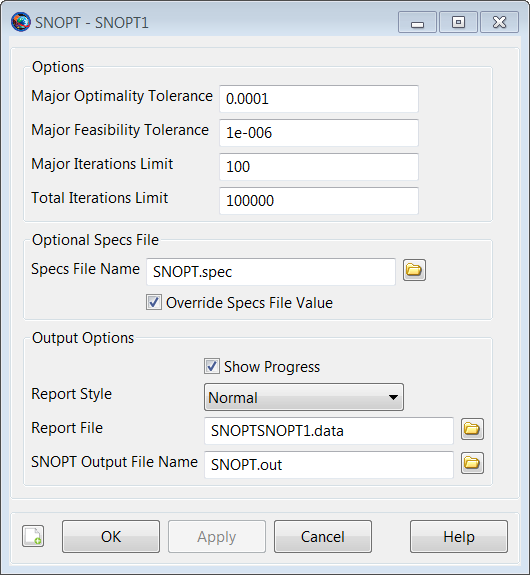 SNOPT - SNOPT1
Options
Major Optimality Tolerance 0.0001
Major Feasibility Tolerance 1e-006
Major Iterations Limit 100
Total Iterations Limit 100000
Optional Specs File
Specs File Name SNOPT.spec
Override Specs File Value
Output Options
Show Progress
Report Style Normal
Report File SNOPTSNOPT1.data
SNOPT Output File Name SNOPT.out
OK Apply Cancel Help